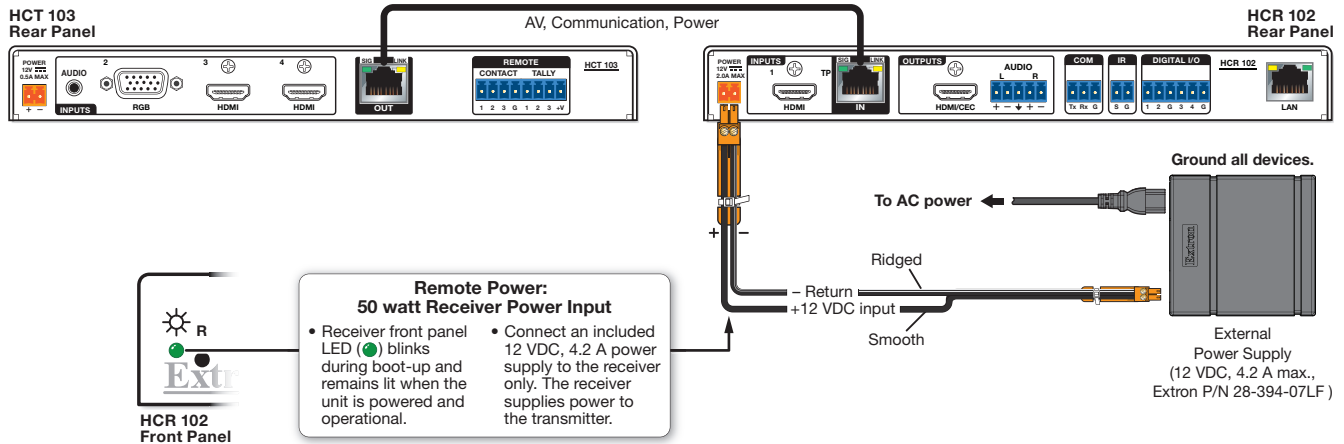 HCT 103
Rear Panel
AV, Communication, Power
HCR 102
Rear Panel
POWER
12V
0.5A MAX
+ −
AUDIO
INPUTS
2
RGB
3
HDMI
4
HDMI
SIG LINK
OUT
REMOTE
CONTACT TALLY
1 2 3 G 1 2 3 +V
HCT 103
POWER
12V
2.0A MAX
INPUTS
1
HDMI
TP
SIG LINK
IN
OUTPUTS
HDMI/CEC
AUDIO
L R
+ − + −
COM
Tx Rx G
IR
S G
DIGITAL I/O
1 2 G 3 4 G
HCR 102
LAN
Ground all devices.
To AC power
Extron
+ −
Ridged
– Return
+12 VDC input
Smooth
External
Power Supply
(12 VDC, 4.2 A max.,
Extron P/N 28-394-07LF )
R
Extr
HCR 102
Front Panel
Remote Power:
50 watt Receiver Power Input
• Receiver front panel
LED ( ) blinks
during boot-up and
remains lit when the
unit is powered and
operational.
• Connect an included
12 VDC, 4.2 A power
supply to the receiver
only. The receiver
supplies power to
the transmitter.